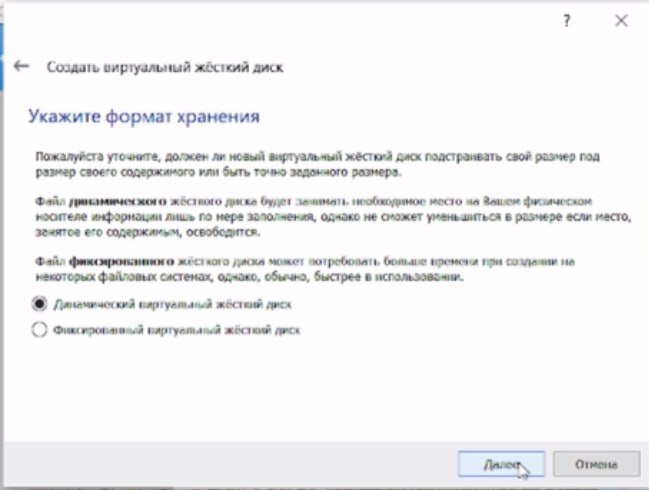 ?
Создать виртуальный жёсткий диск
Укажите формат хранения
Пожалуйста уточните, должен ли новый виртуальный жёсткий диск подстраивать свой размер под
размер своего содержимого или быть точно заданного размера.
Файл динамического жёсткого диска будет занимать необходимое место на Вашем физическом
носителе информации лишь по мере заполнения, однако не сможет уменьшиться в размере если место,
занятое его содержимым, освободится.
Файл фиксированного жёсткого диска может потребовать больше времени при создании на
некоторых файловых системах, однако, обычно, быстрее в использовании.
Динамический виртуальный жёсткий диск
Фиксированный виртуальный жёсткий диск
Далее
Отмена